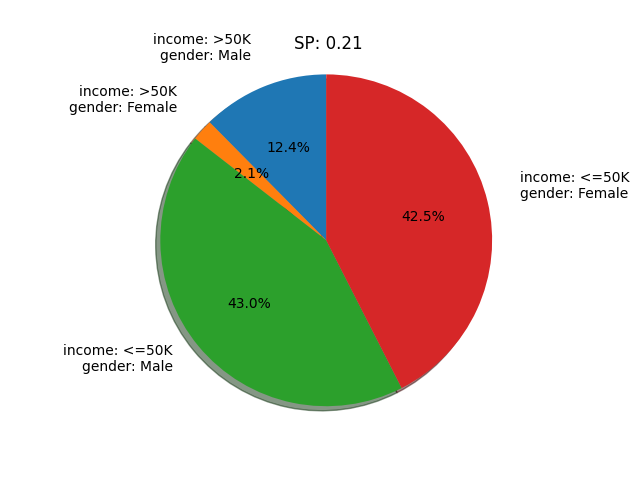 SP: 0.21
income: >50K
gender: Male
income: >50K
gender: Female
12.4%
2.1%
income: <=50K
gender: Female
42.5%
43.0%
income: <=50K
gender: Male